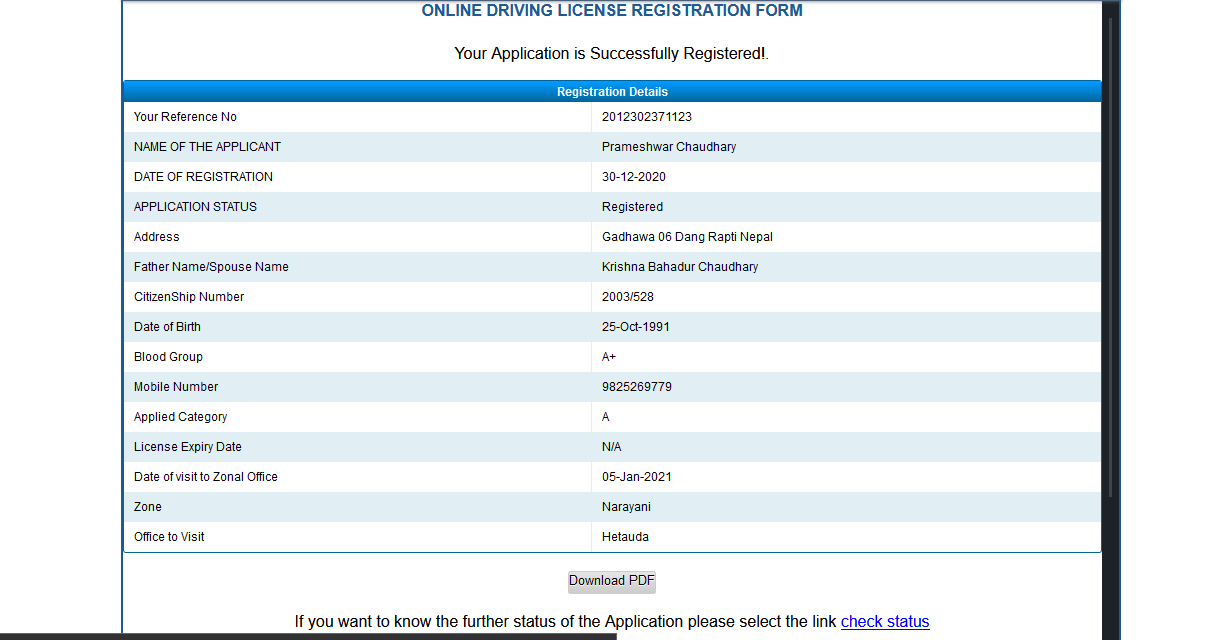 ONLINE DRIVING LICENSE REGISTRATION FORM
Your Application is Successfully Registered!.
Registration Details
Your Reference No 2012302371123
NAME OF THE APPLICANT Prameshwar Chaudhary
DATE OF REGISTRATION 30-12-2020
APPLICATION STATUS Registered
Address Gadhawa 06 Dang Rapti Nepal
Father Name/Spouse Name Krishna Bahadur Chaudhary
CitizenShip Number 2003/528
Date of Birth 25-Oct-1991
Blood Group A+
Mobile Number 9825269779
Applied Category A
License Expiry Date N/A
Date of visit to Zonal Office 05-Jan-2021
Zone Narayani
Office to Visit Hetauda
Download PDF
If you want to know the further status of the Application please select the link check status